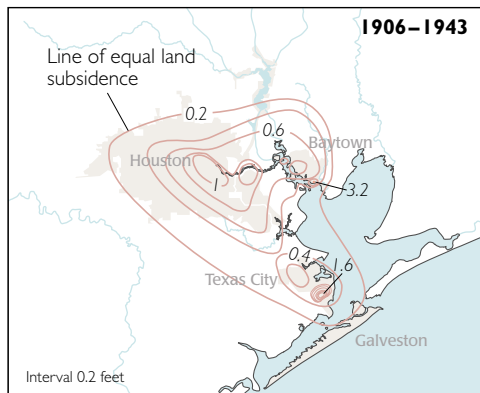 1906–1943
Line of equal land
subsidence
0.2
0.6
Baytown
Houston
1
3.2
0.4
1.6
Texas City
Galveston
Interval 0.2 feet